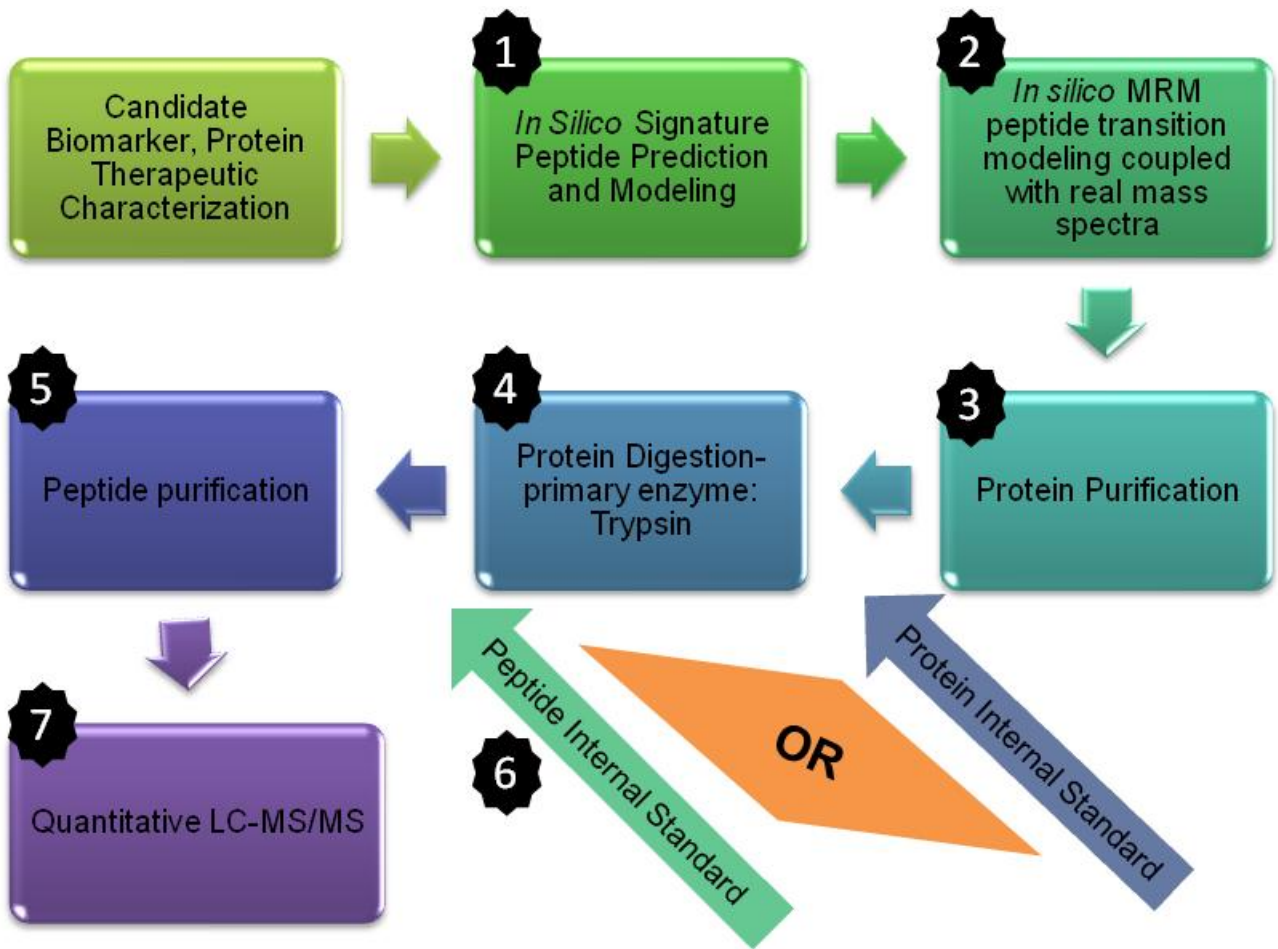 Candidate
Biomarker, Protein
Therapeutic
Characterization
1
In Silico Signature
Peptide Prediction
and Modeling
2
In silico MRM
peptide transition
modeling coupled
with real mass
spectra
3
Protein Purification
4
Protein Digestion-
primary enzyme:
Trypsin
5
Peptide purification
6
Peptide Internal Standard
OR
Protein Internal Standard
7
Quantitative LC-MS/MS